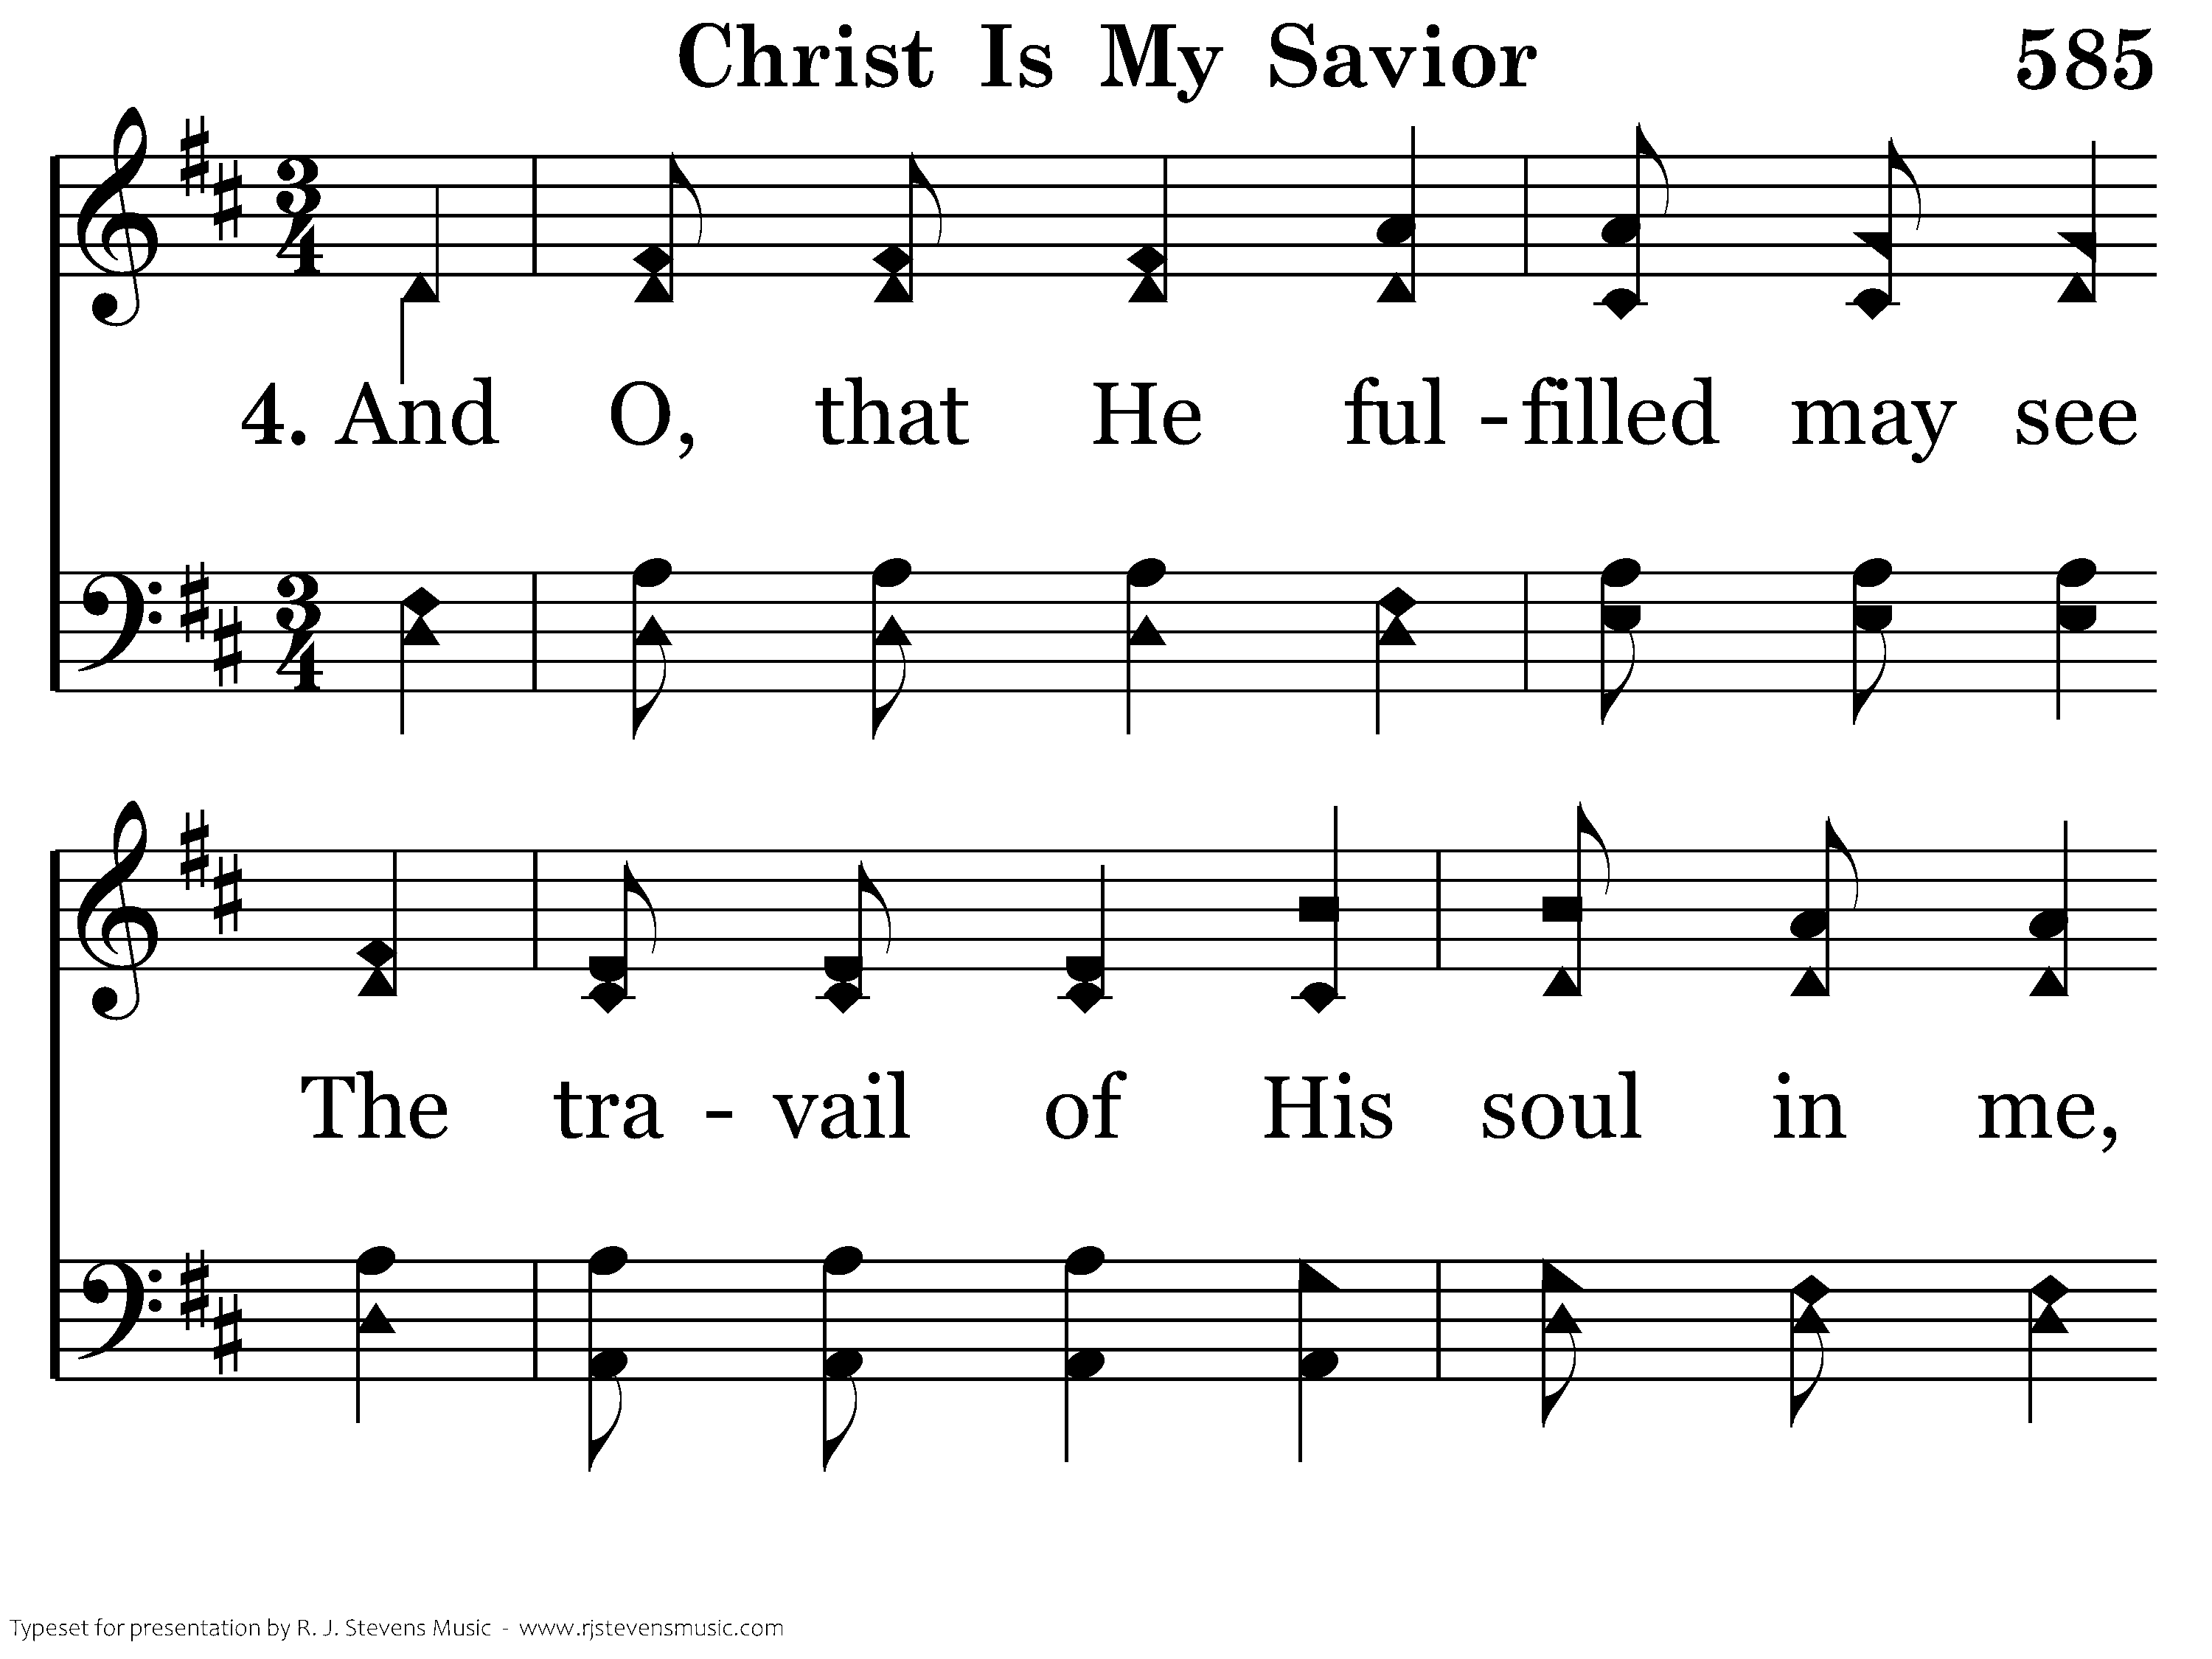 Christ Is My Savior 585
4. And O, that He ful - filled may see
The tra - vail of His soul in me,
Typeset for presentation by R. J. Stevens Music - www.rjstevensmusic.com